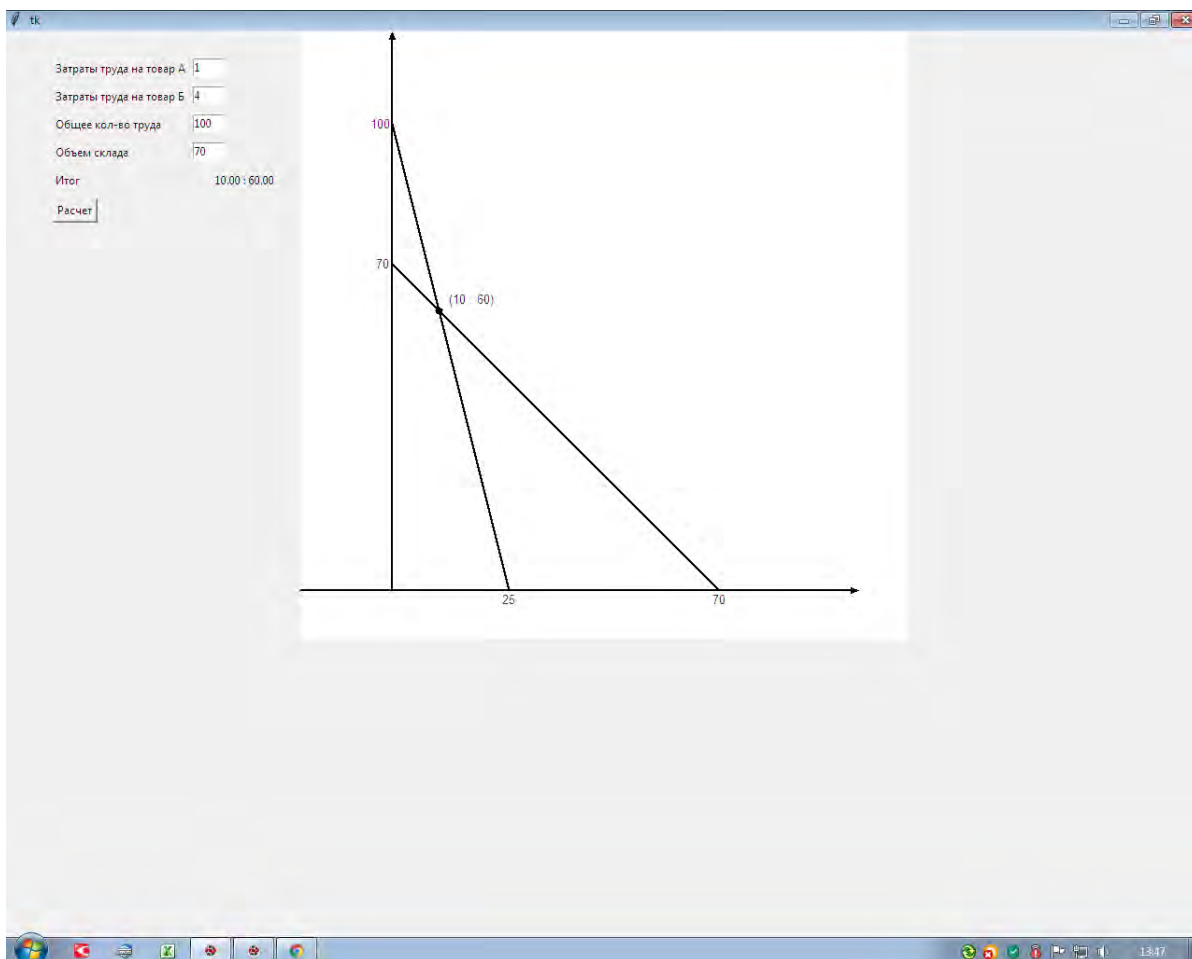 tk
Затраты труда на товар А 1
Затраты труда на товар Б 4
Общее кол-во труда 100
Объем склада 70
Итог 10.00 : 60.00
Расчет
100
70
(10 : 60)
25 70
13:47